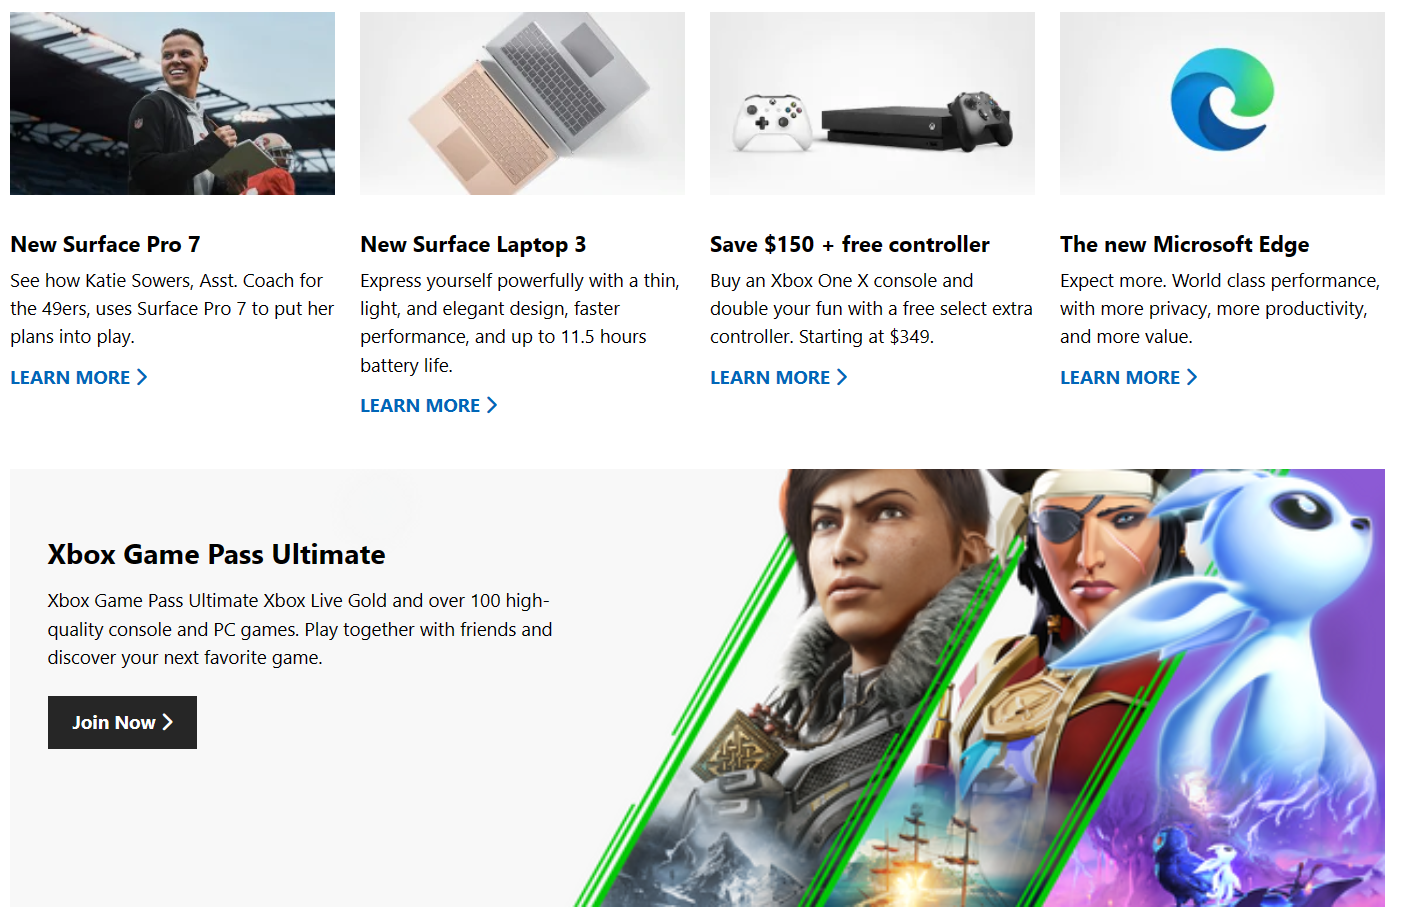 New Surface Pro 7
See how Katie Sowers, Asst. Coach for
the 49ers, uses Surface Pro 7 to put her
plans into play.
LEARN MORE
New Surface Laptop 3
Express yourself powerfully with a thin,
light, and elegant design, faster
performance, and up to 11.5 hours
battery life.
LEARN MORE
Save $150 + free controller
Buy an Xbox One X console and
double your fun with a free select extra
controller. Starting at $349.
LEARN MORE
The new Microsoft Edge
Expect more. World class performance,
with more privacy, more productivity,
and more value.
LEARN MORE
Xbox Game Pass Ultimate
Xbox Game Pass Ultimate Xbox Live Gold and over 100 high-
quality console and PC games. Play together with friends and
discover your next favorite game.
Join Now